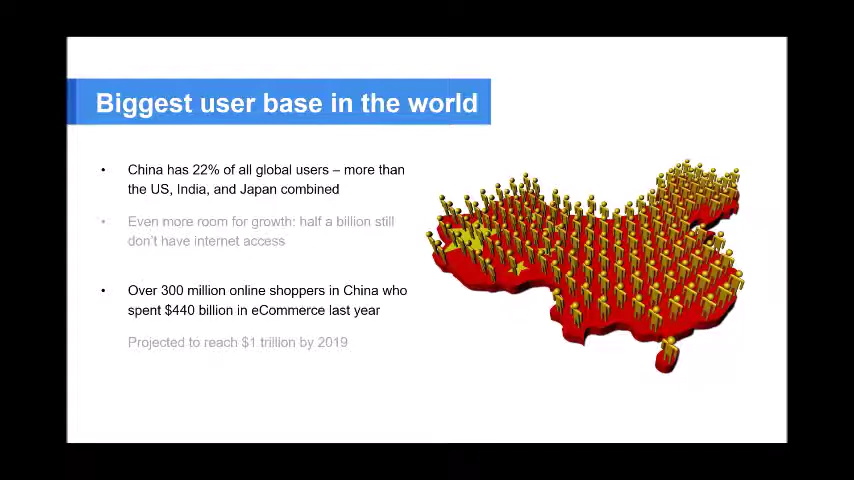 Biggest user base in the world
• China has 22% of all global users – more than
the US, India, and Japan combined
• Even more room for growth: half a billion still
don't have internet access
• Over 300 million online shoppers in China who
spent $440 billion in eCommerce last year
Projected to reach $1 trillion by 2019